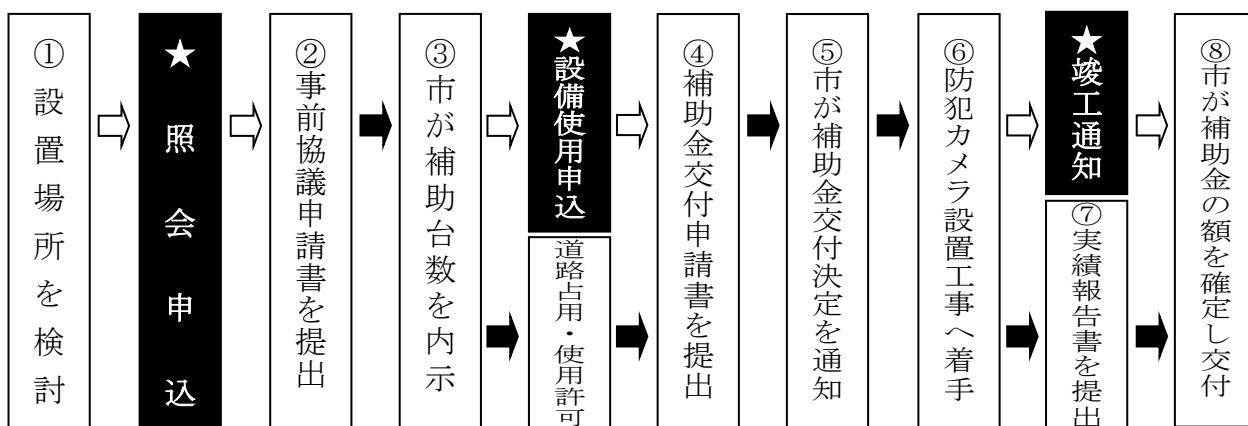 ①設置場所を検討
★照会申込
②事前協議申請書を提出
③市が補助台数を内示
★設備使用申込
道路占用・使用許可
④補助金交付申請書を提出
⑤市が補助金交付決定を通知
⑥防犯カメラ設置工事へ着手
★竣工通知
⑦実績報告書を提出
⑧市が補助金の額を確定し交付